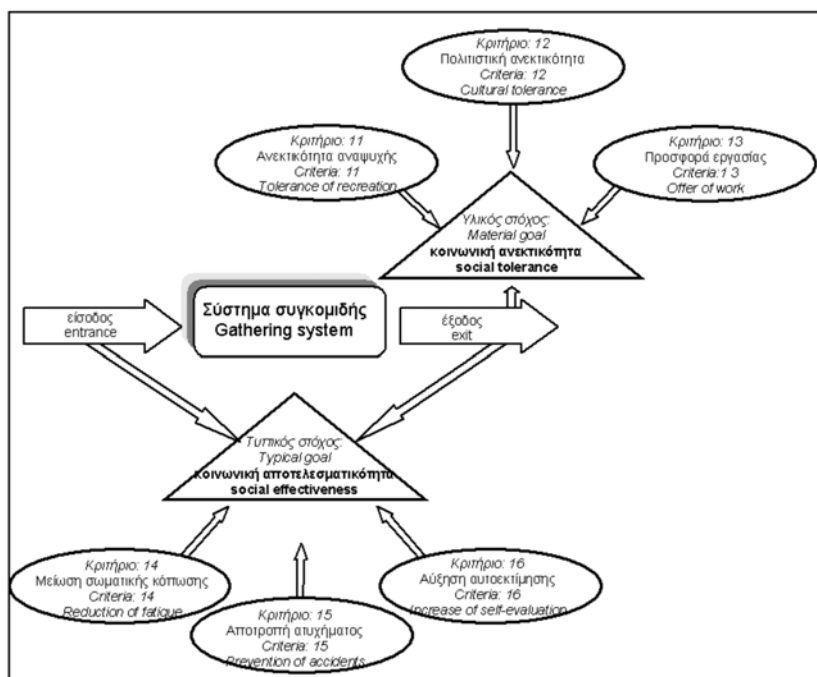 Κριτήριο: 12
Πολιτιστική ανεκτικότητα
Criteria: 12
Cultural tolerance
Κριτήριο: 11
Ανεκτικότητα αναψυχής
Criteria: 11
Tolerance of recreation
Κριτήριο: 13
Προσφορά εργασίας
Criteria:1 3
Offer of work
Υλικός στόχος:
Material goal
κοινωνική ανεκτικότητα
social tolerance
είσοδος
entrance
Σύστημα συγκομιδής
Gathering system
έξοδος
exit
Τυπικός στόχος:
Typical goal
κοινωνική αποτελεσματικότητα
social effectiveness
Κριτήριο: 14
Μείωση σωματικής κόπωσης
Criteria: 14
Reduction of fatigue
Κριτήριο: 15
Αποτροπή ατυχήματος
Criteria: 15
Prevention of accidents
Κριτήριο: 16
Αύξηση αυτοεκτίμησης
Criteria: 16
Increase of self-evaluation